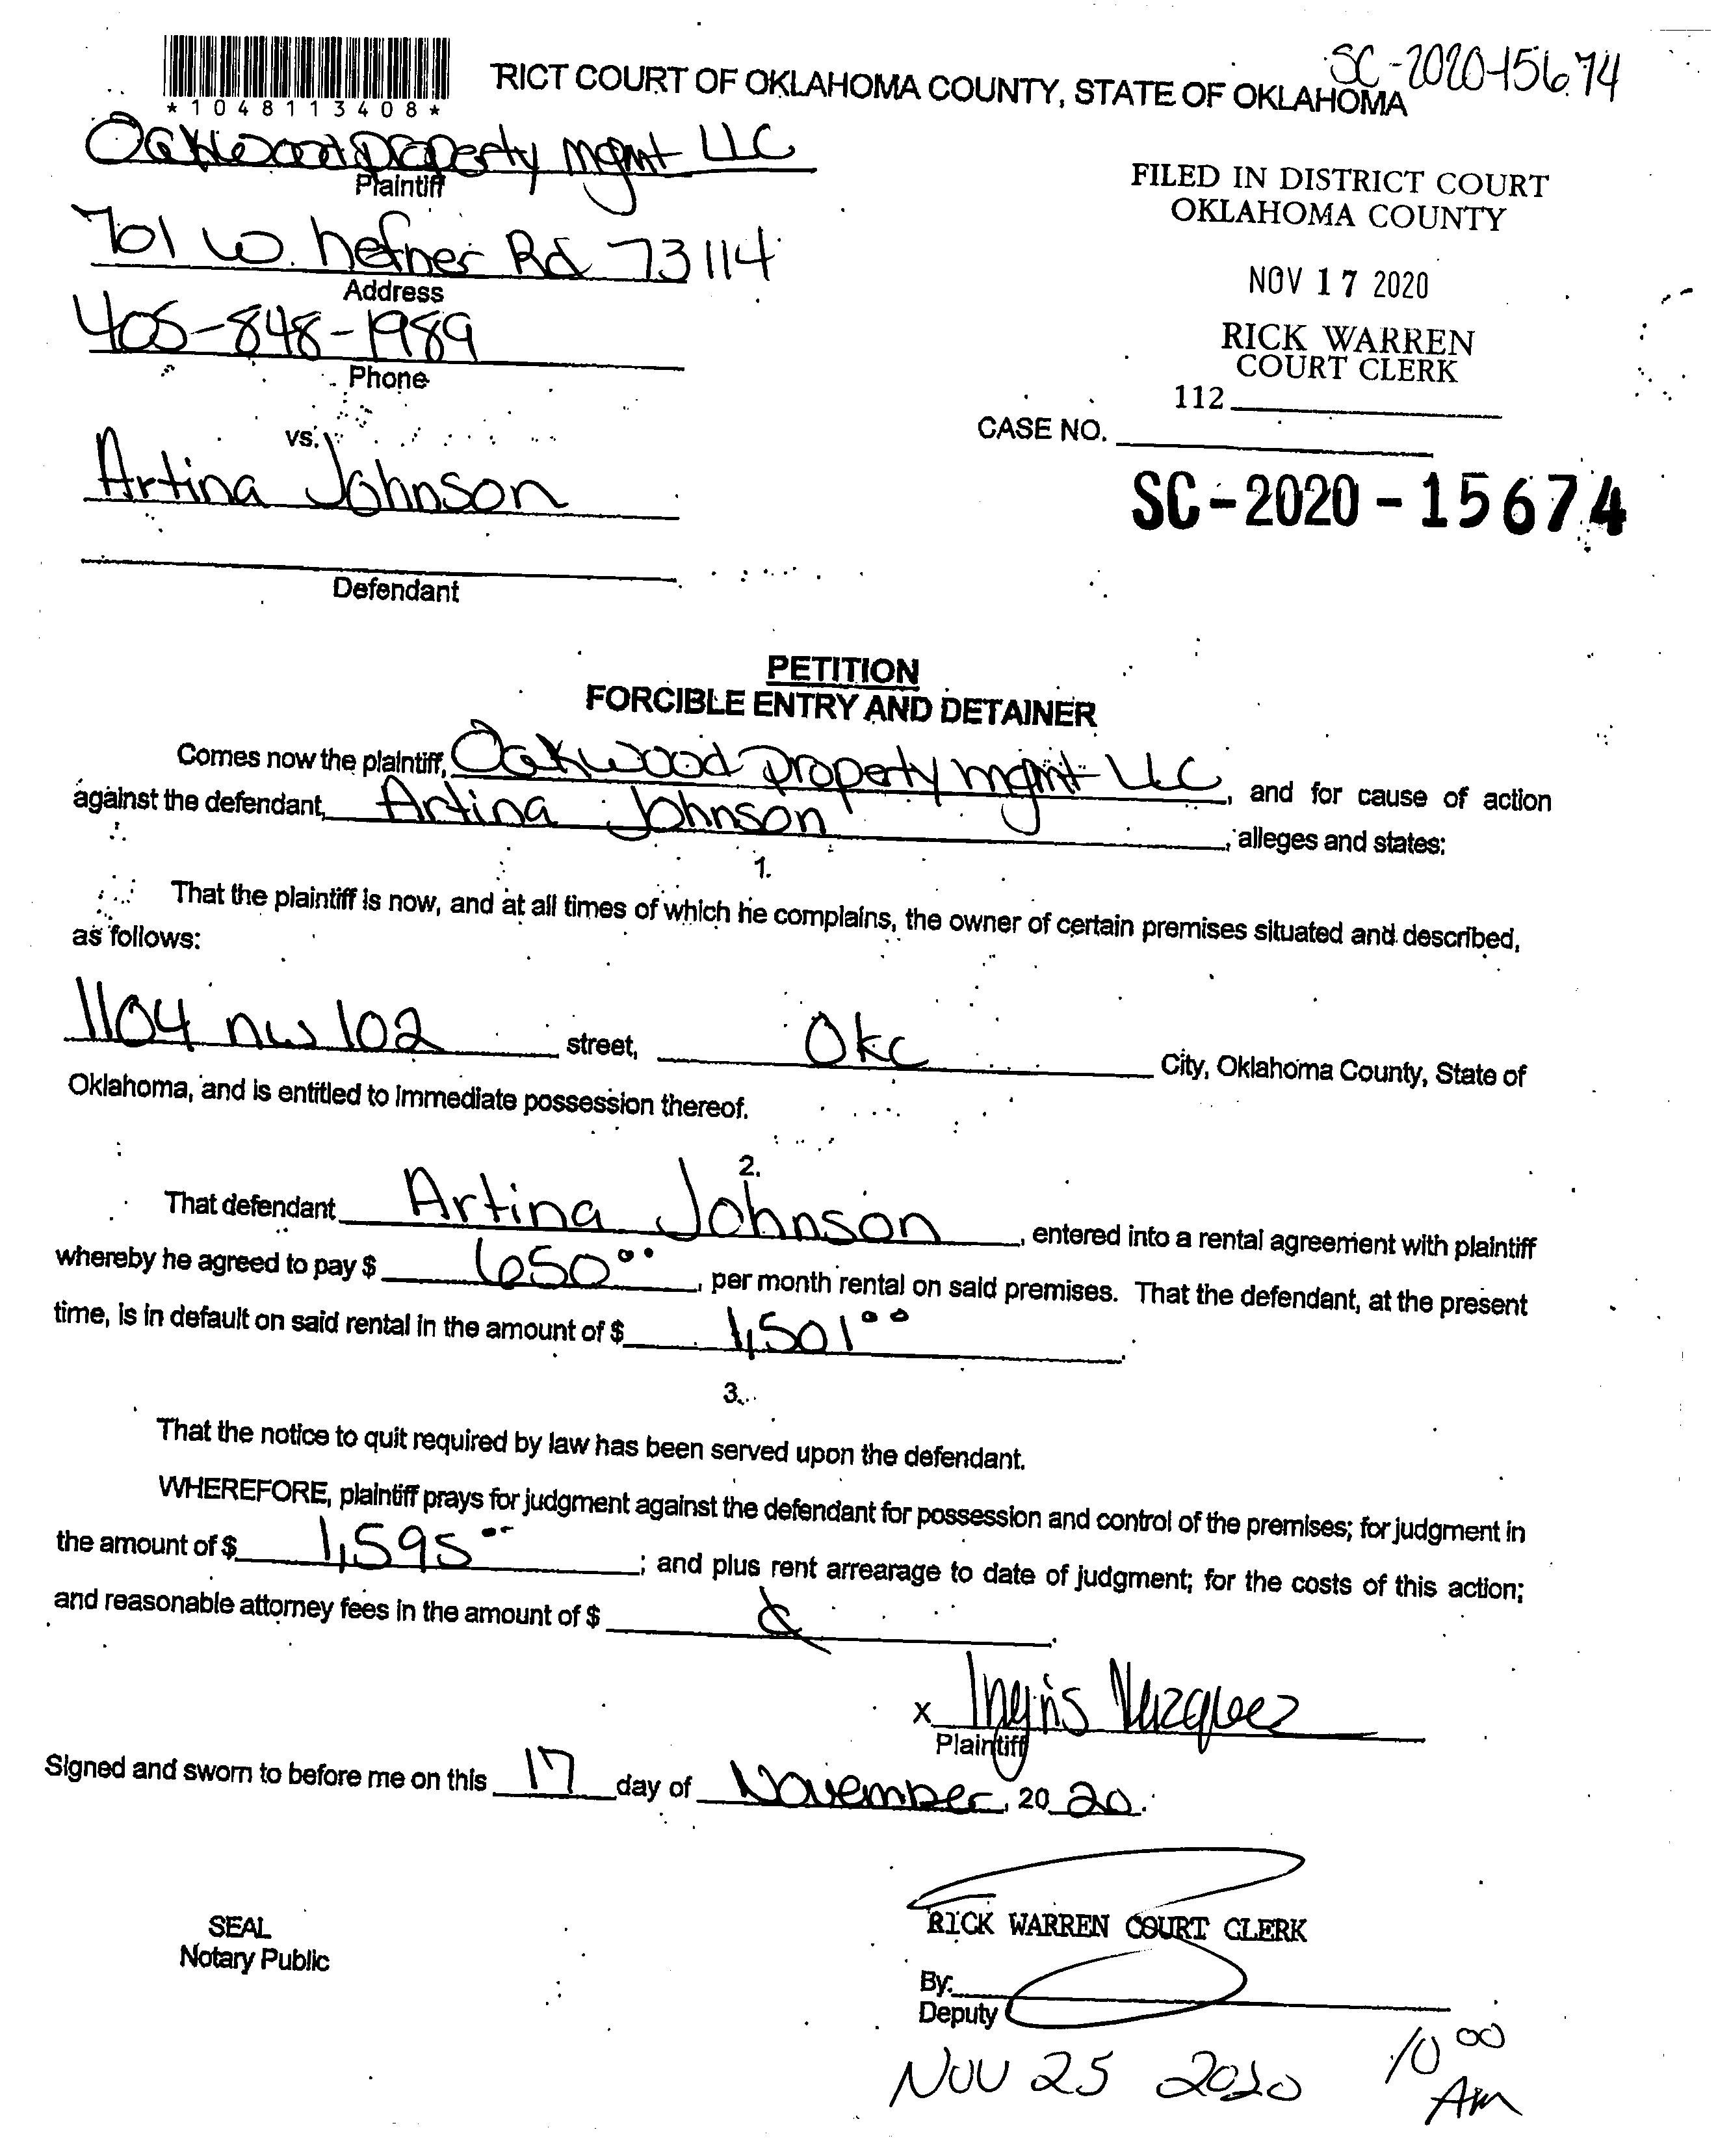 SC-2020-15674
*1048113408*
RICT COURT OF OKLAHOMA COUNTY, STATE OF OKLAHOMA
Oakwood property mgmt LLC
Plaintiff
FILED IN DISTRICT COURT
OKLAHOMA COUNTY
701 W. hefner Rd 73114
Address
NOV 17 2020
405-848-1989
Phone
RICK WARREN
COURT CLERK
112
vs.
CASE NO.
Artina Johnson
SC-2020-15674
Defendant
PETITION
FORCIBLE ENTRY AND DETAINER
Comes now the plaintiff, Oakwood property mgmt LLC, and for cause of action
against the defendant, Artina Johnson, alleges and states:
1.
That the plaintiff is now, and at all times of which he complains, the owner of certain premises situated and described,
as follows:
1104 nw 102 street, Okc City, Oklahoma County, State of
Oklahoma, and is entitled to immediate possession thereof.
2.
That defendant Artina Johnson, entered into a rental agreement with plaintiff
whereby he agreed to pay $ 650 00, per month rental on said premises. That the defendant, at the present
time, is in default on said rental in the amount of $ 1,501 00.
3.
That the notice to quit required by law has been served upon the defendant.
WHEREFORE, plaintiff prays for judgment against the defendant for possession and control of the premises; for judgment in
the amount of $ 1,595 ; and plus rent arrearage to date of judgment; for the costs of this action;
and reasonable attorney fees in the amount of $ .
x Vazquez
Plaintiff
Signed and sworn to before me on this 17 day of November, 20 20.
SEAL
Notary Public
RICK WARREN COURT CLERK
By:
Deputy
NOV 25 2020 10 00 AM